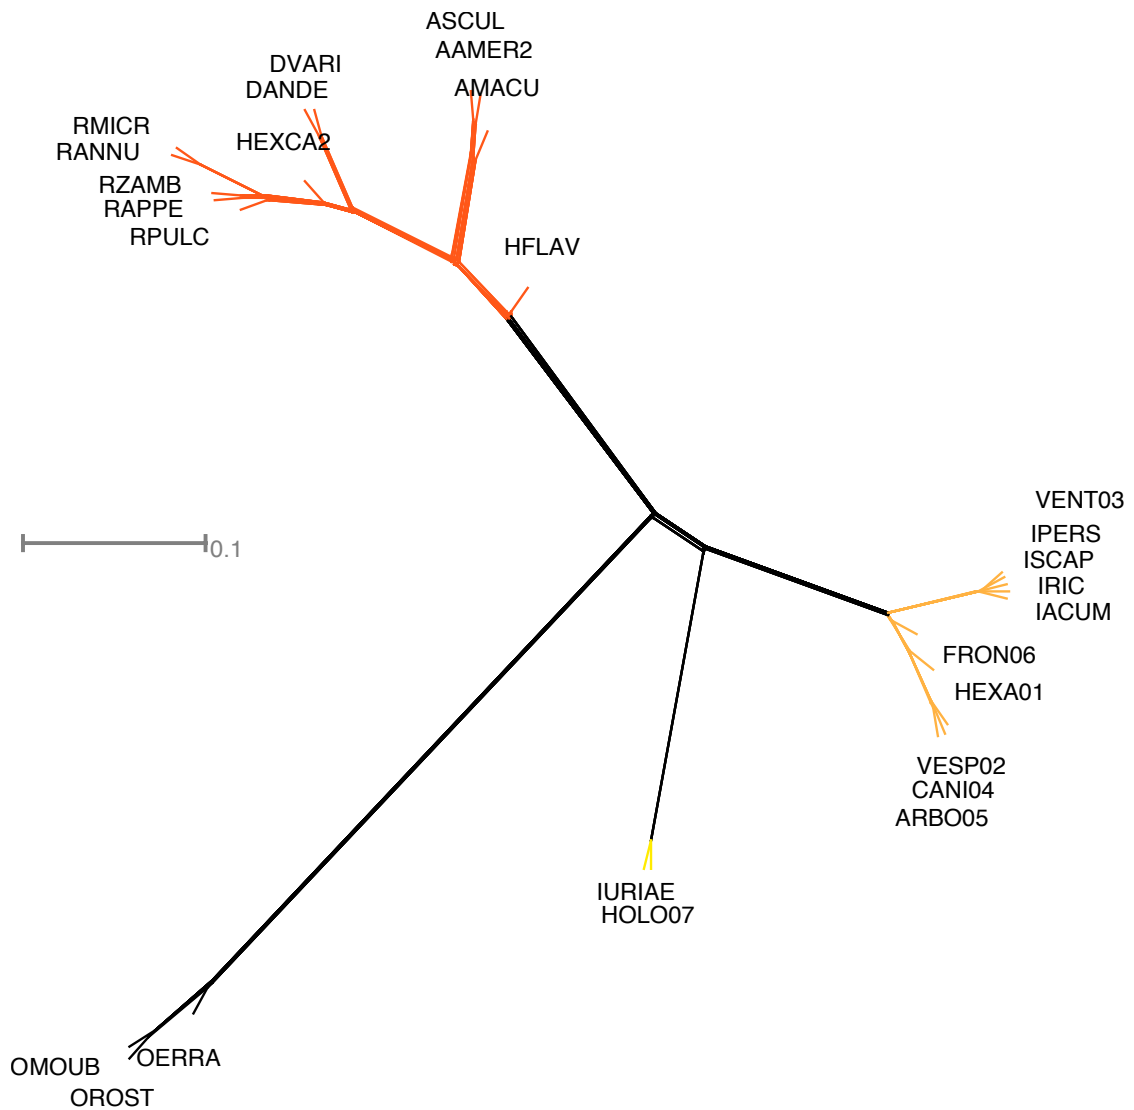 ASCUL
AAMER2
DVARI
DANDE
AMACU
RMICR
HEXCA2
RANNU
RZAMB
RAPPE
RPULC
HFLAV
VENT03
IPERS
0.1
ISCAP
IRIC
IACUM
FRON06
HEXA01
VESP02
CANI04
ARBO05
IURIAE
HOLO07
OERRA
OMOUB
OROST